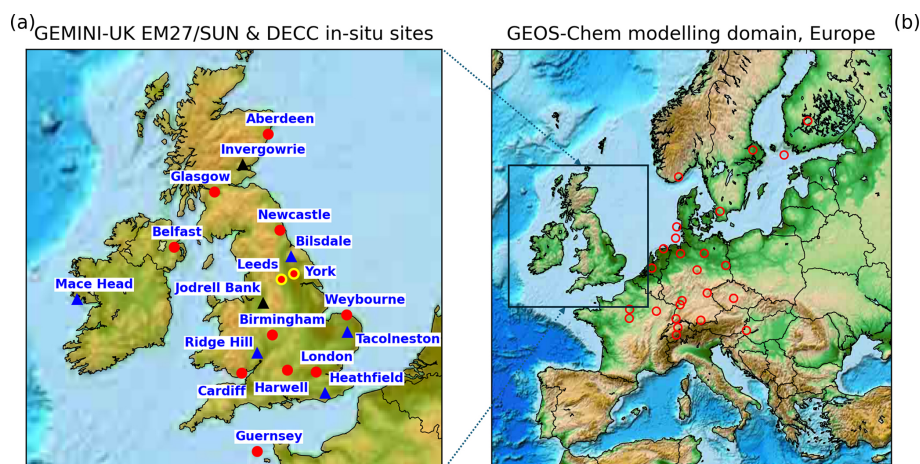 (a)
GEMINI-UK EM27/SUN & DECC in-situ sites
GEOS-Chem modelling domain, Europe
(b)
Aberdeen
Invergowrie
Glasgow
Newcastle
Belfast
Bilsdale
Leeds
York
Mace Head
Jodrell Bank
Weybourne
Birmingham
Tacolneston
Ridge Hill
London
Cardiff
Harwell
Heathfield
Guernsey